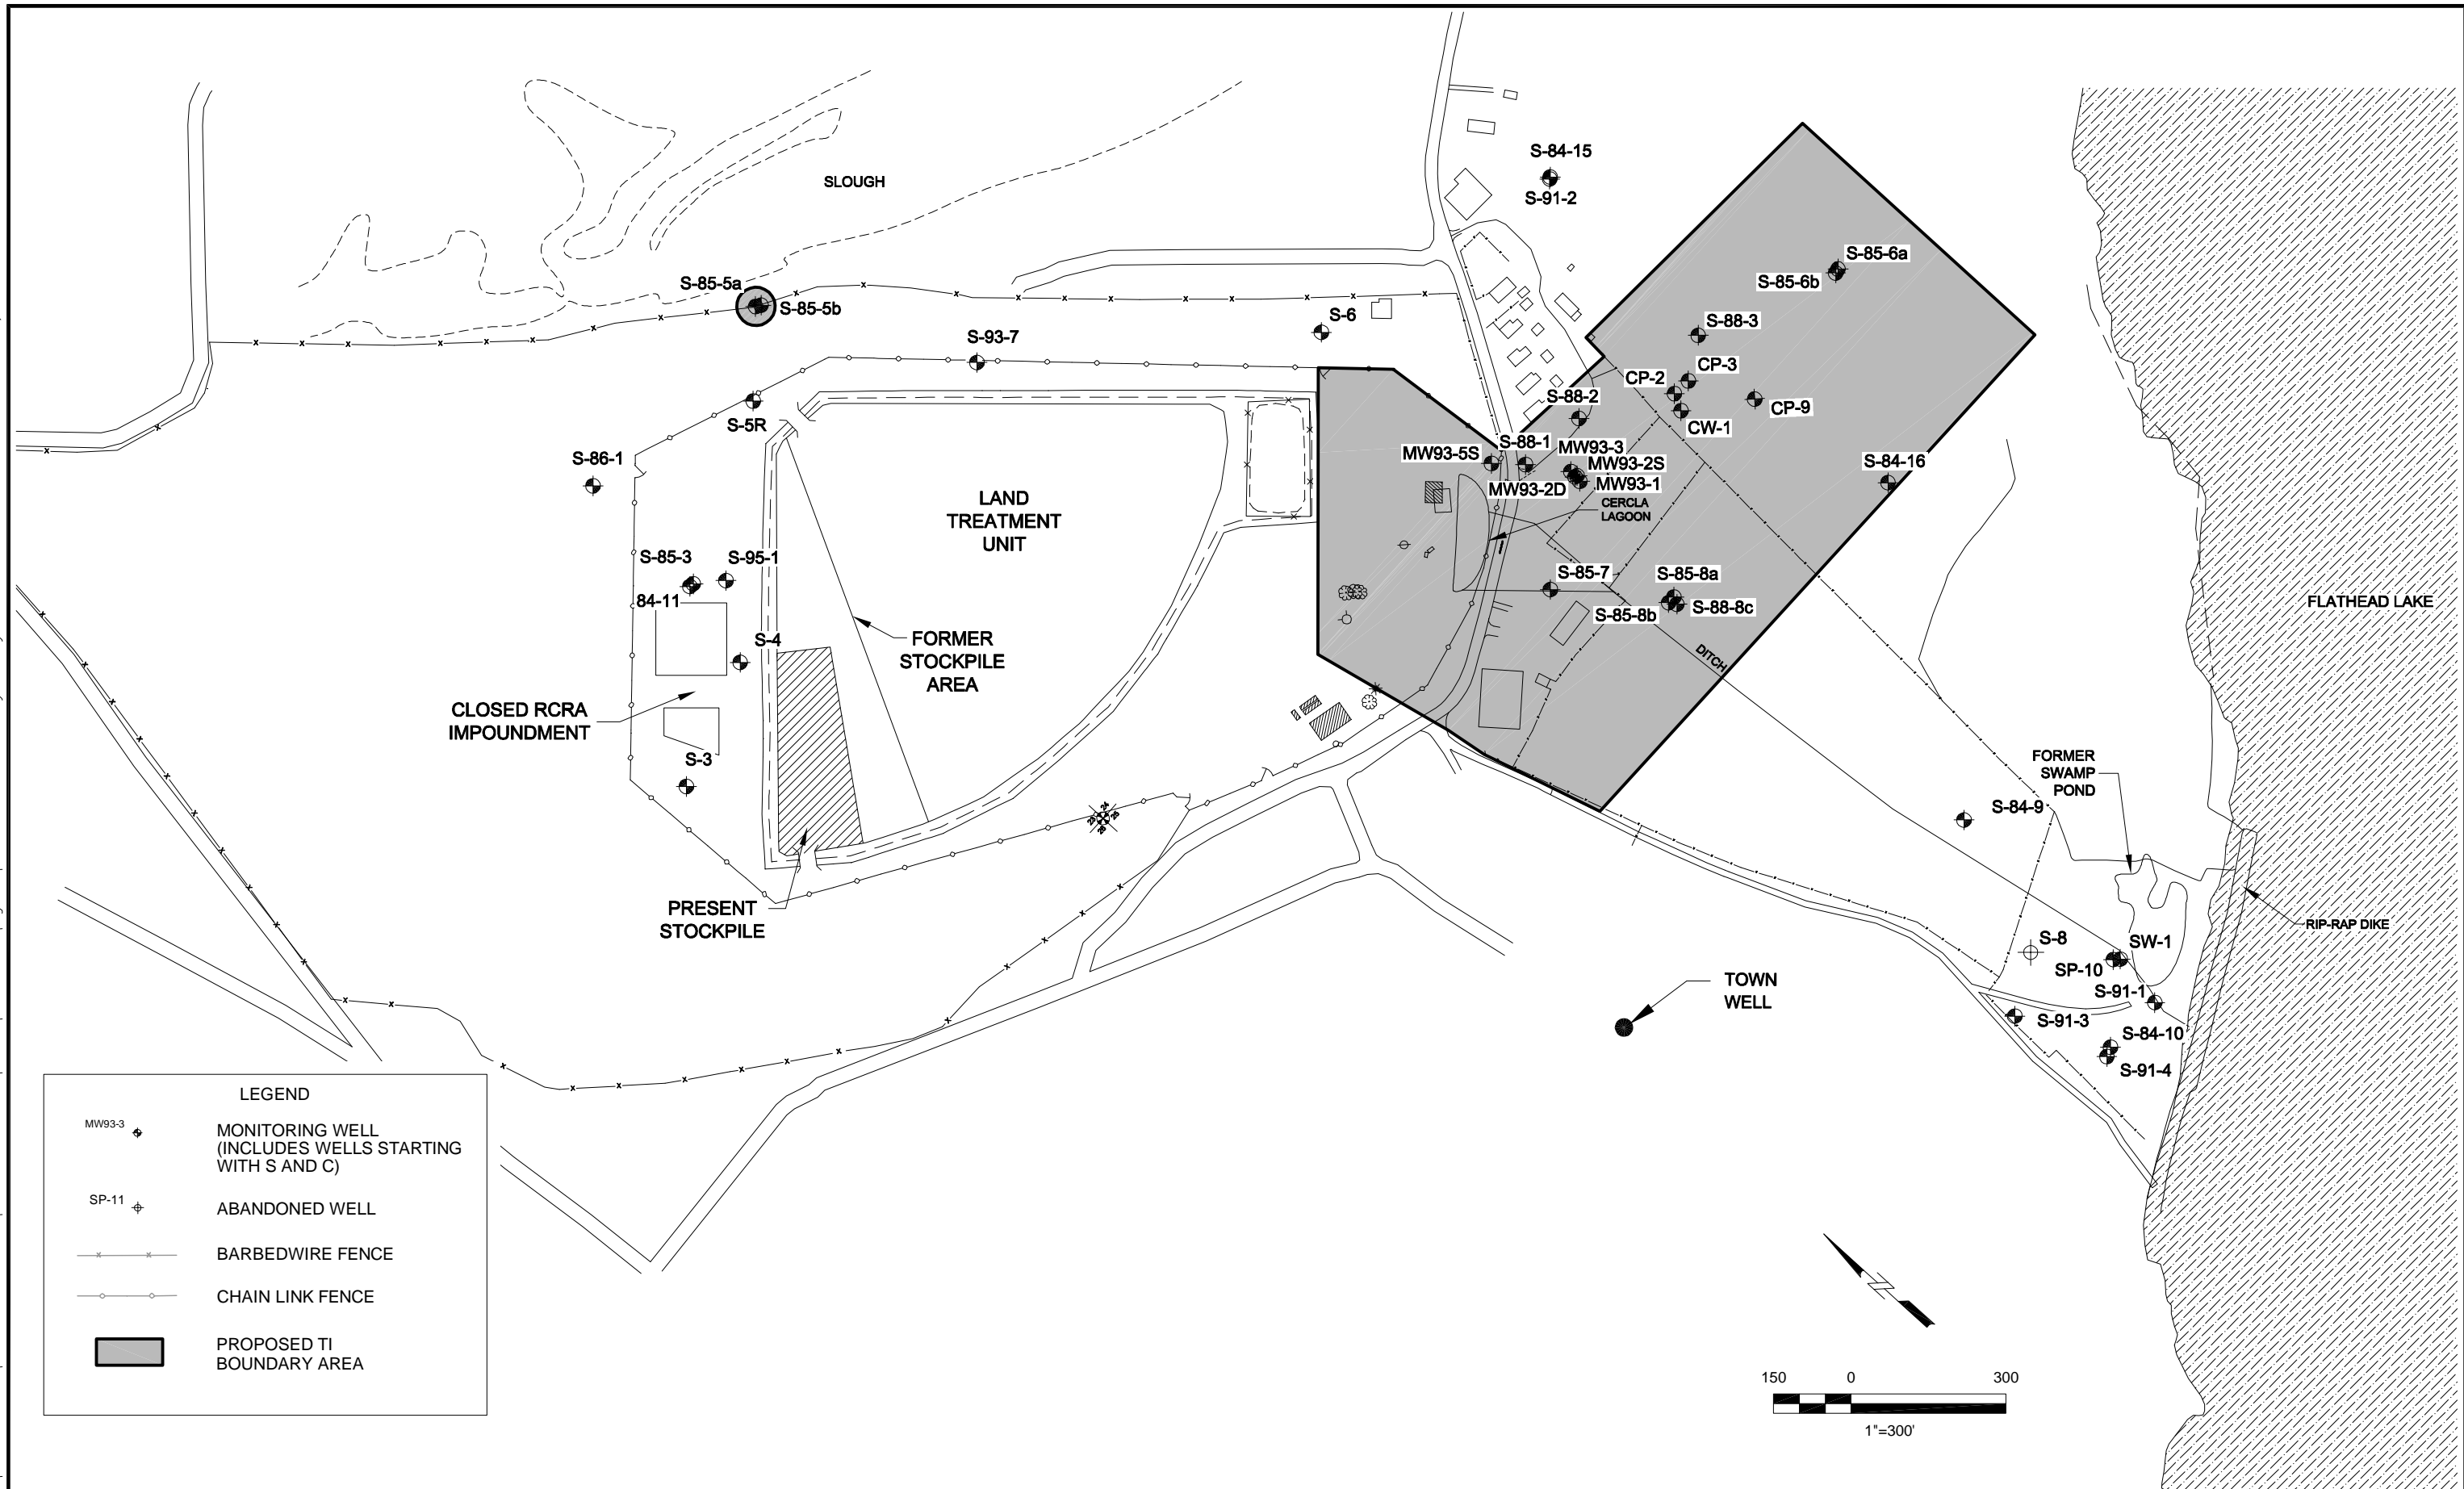 S-84-15
S-91-2
SLOUGH
S-85-6a
S-85-6b
S-85-5a
S-85-5b
S-6
S-88-3
S-93-7
CP-3
CP-2
S-88-2
CP-9
S-5R
CW-1
S-88-1
MW93-3
MW93-5S
MW93-2S
S-86-1
S-84-16
MW93-1
MW93-2D
LAND
TREATMENT
UNIT
CERCLA
LAGOON
S-85-3
S-95-1
S-85-7
S-85-8a
84-11
FLATHEAD LAKE
S-88-8c
S-85-8b
S-4
FORMER
STOCKPILE
AREA
DITCH
CLOSED RCRA
IMPOUNDMENT
S-3
FORMER
SWAMP
POND
S-84-9
PRESENT
STOCKPILE
RIP-RAP DIKE
S-8
SW-1
SP-10
TOWN
WELL
S-91-1
S-91-3
S-84-10
S-91-4
LEGEND
MW93-3
MONITORING WELL
(INCLUDES WELLS STARTING
WITH S AND C)
SP-11
ABANDONED WELL
BARBEDWIRE FENCE
CHAIN LINK FENCE
PROPOSED TI
BOUNDARY AREA
150 0 300
1"=300'